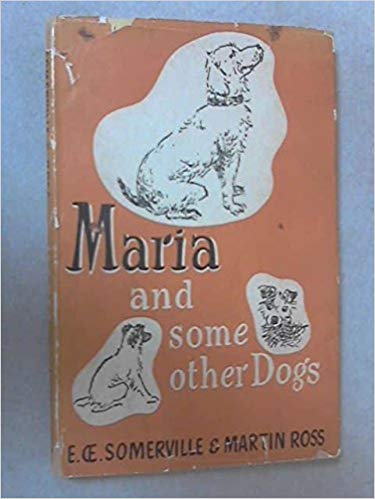 Maria
and
some
other Dogs
E. Œ. SOMERVILLE & MARTIN ROSS